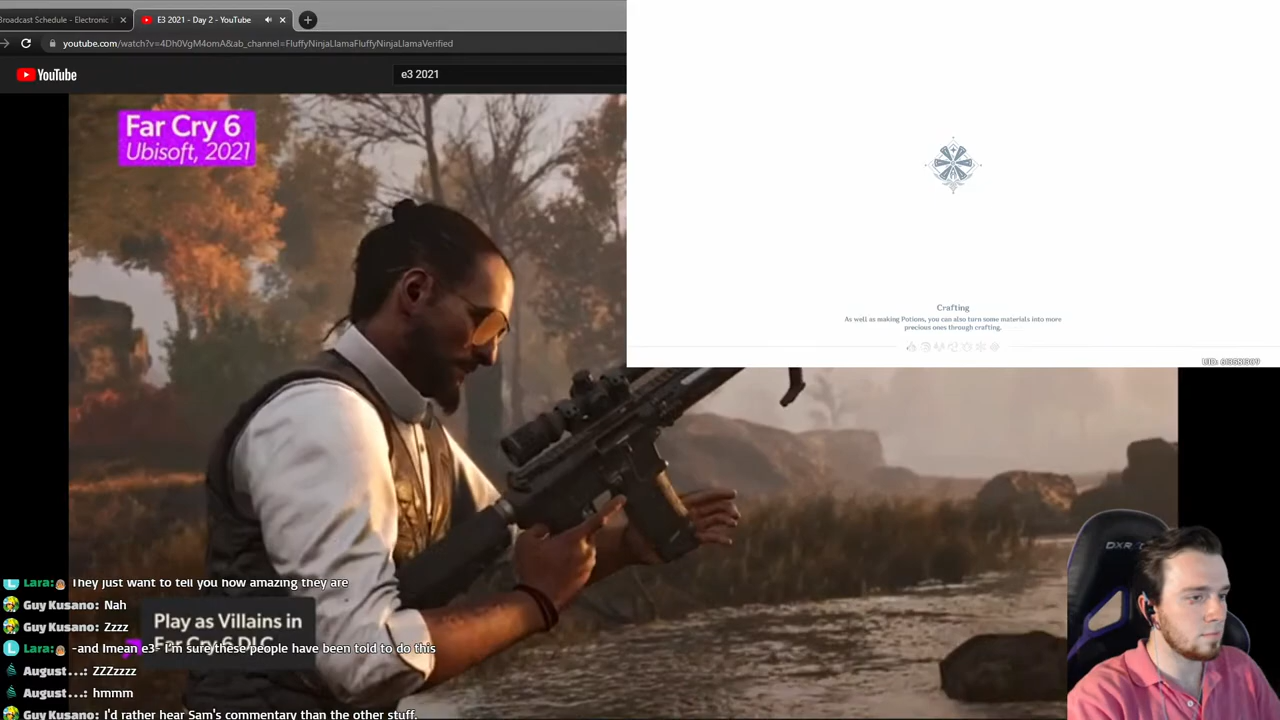 Broadcast Schedule - Electronic
E3 2021 - Day 2 - YouTube
youtube.com/watch?v=4Dh0VgM4omA&ab_channel=FluffyNinjaLlamaFluffyNinjaLlamaVerified
YouTube
e3 2021
Far Cry 6
Ubisoft, 2021
Crafting
As well as making Potions, you can also turn some materials into more
precious ones through crafting.
DXR
Lara: They just want to tell you how amazing they are
Guy Kusano: Nah
Play as Villains in
Far Cry 6 DLC
Guy Kusano: Zzzz
Lara: -and Imean e3- I'm sure these people have been told to do this
August...: ZZZzzzz
August...: hmmm
Guy Kusano: I'd rather hear Sam's commentary than the other stuff.